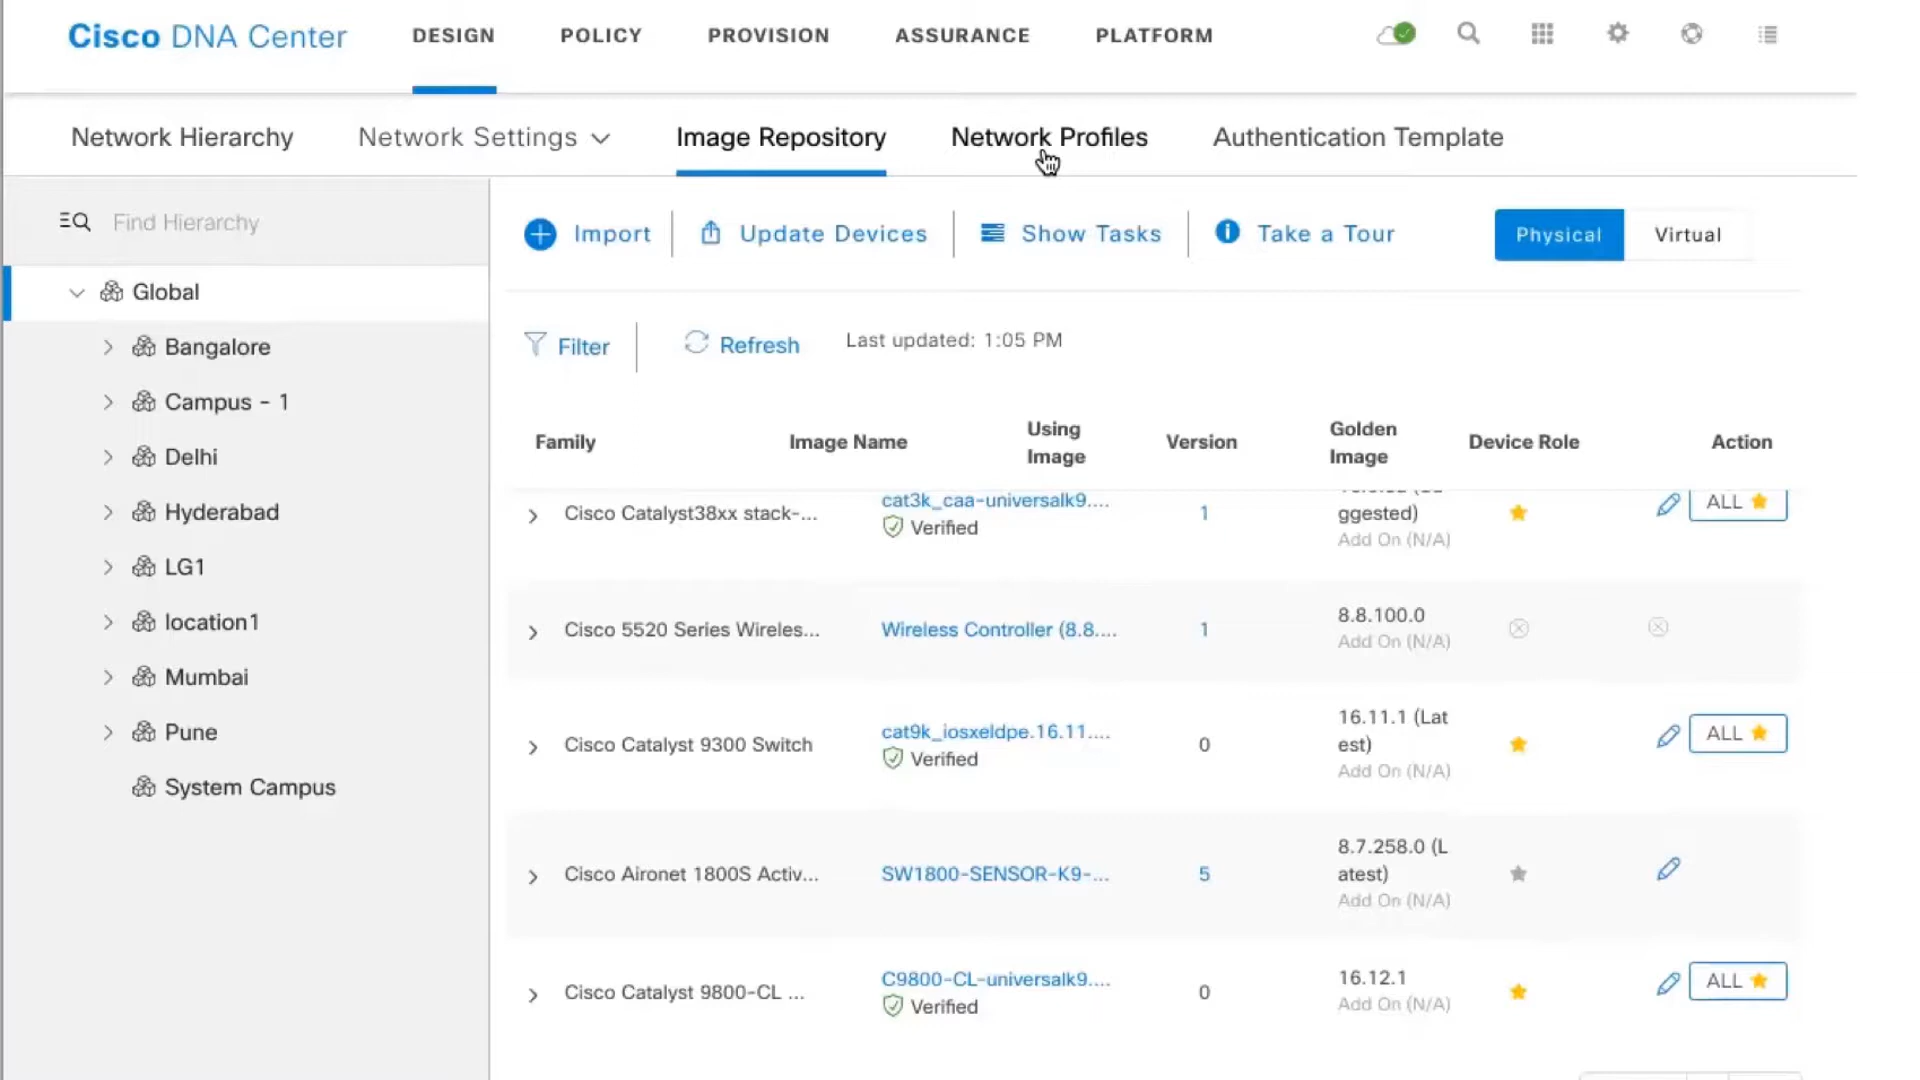 Cisco DNA Center
DESIGN
POLICY
PROVISION
ASSURANCE
PLATFORM
Network Hierarchy
Network Settings
Image Repository
Network Profiles
Authentication Template
Find Hierarchy
Global
Bangalore
Campus - 1
Delhi
Hyderabad
LG1
location1
Mumbai
Pune
System Campus
Import
Update Devices
Show Tasks
Take a Tour
Physical
Virtual
Filter
Refresh
Last updated: 1:05 PM
Family
Image Name
Using
Image
Version
Golden
Image
Device Role
Action
Cisco Catalyst38xx stack-...
cat3k_caa-universalk9....
Verified
1
ggested)
Add On (N/A)
ALL
Cisco 5520 Series Wireles...
Wireless Controller (8.8....
1
8.8.100.0
Add On (N/A)
Cisco Catalyst 9300 Switch
cat9k_iosxeldpe.16.11....
Verified
0
16.11.1 (Lat
est)
Add On (N/A)
ALL
Cisco Aironet 1800S Activ...
SW1800-SENSOR-K9-...
5
8.7.258.0 (L
atest)
Add On (N/A)
Cisco Catalyst 9800-CL ...
C9800-CL-universalk9....
Verified
0
16.12.1
Add On (N/A)
ALL